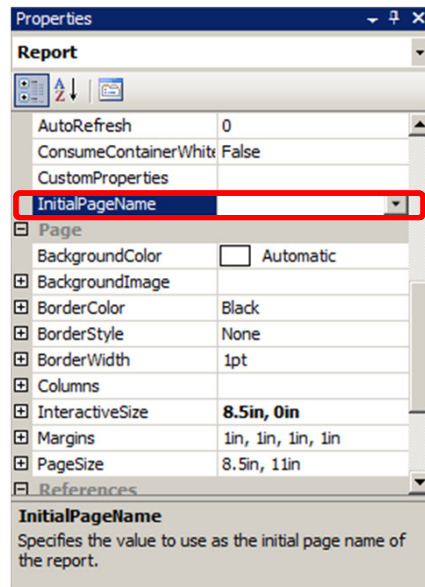 Properties
Report
AutoRefresh 0
ConsumeContainerWhite False
CustomProperties
InitialPageName
Page
BackgroundColor Automatic
BackgroundImage
BorderColor Black
BorderStyle None
BorderWidth 1pt
Columns
InteractiveSize 8.5in, 0in
Margins 1in, 1in, 1in, 1in
PageSize 8.5in, 11in
References
InitialPageName
Specifies the value to use as the initial page name of
the report.